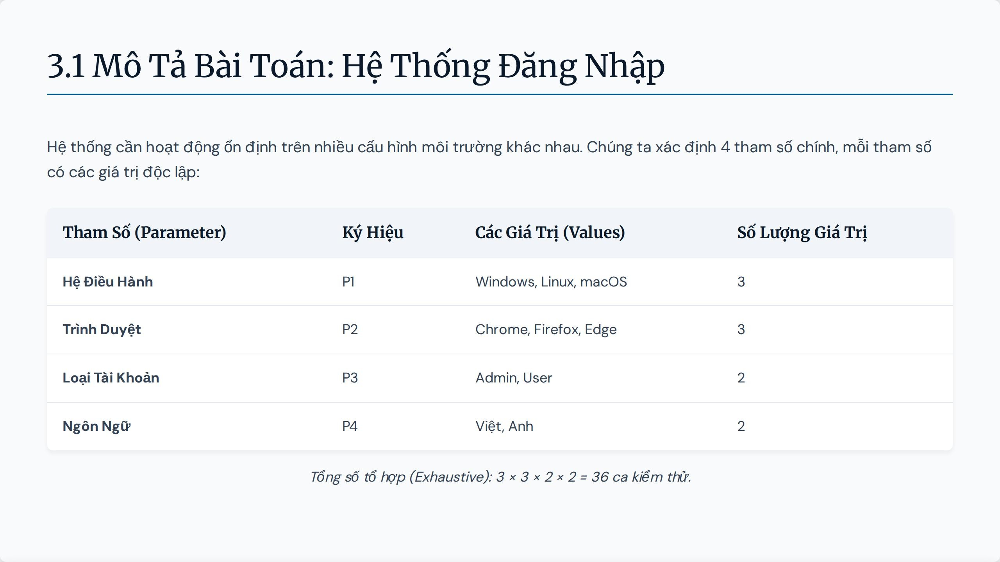 3.1 Mô Tả Bài Toán: Hệ Thống Đăng Nhập
Hệ thống cần hoạt động ổn định trên nhiều cấu hình môi trường khác nhau. Chúng ta xác định 4 tham số chính, mỗi tham số
có các giá trị độc lập:
Tham Số (Parameter) Ký Hiệu Các Giá Trị (Values) Số Lượng Giá Trị
Hệ Điều Hành P1 Windows, Linux, macOS 3
Trình Duyệt P2 Chrome, Firefox, Edge 3
Loại Tài Khoản P3 Admin, User 2
Ngôn Ngữ P4 Việt, Anh 2
Tổng số tổ hợp (Exhaustive): 3 × 3 × 2 × 2 = 36 ca kiểm thử.